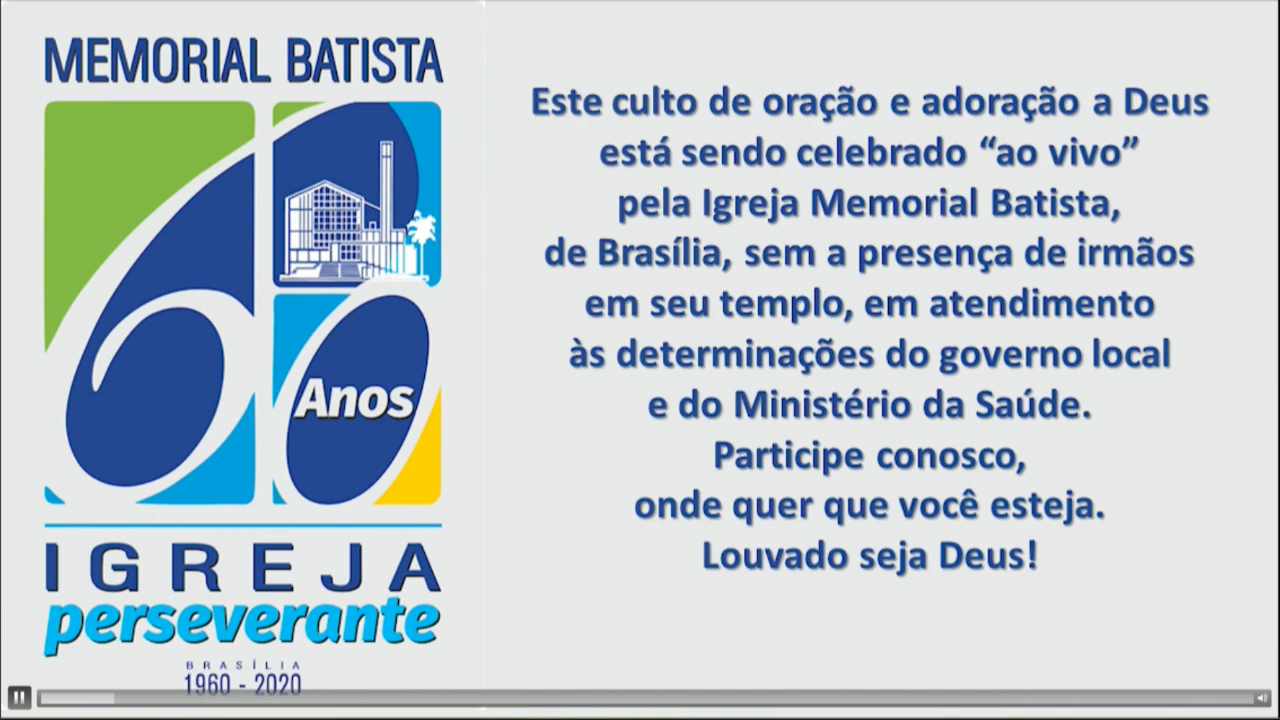 MEMORIAL BATISTA
60
Anos
IGREJA
perseverante
BRASÍLIA
1960 - 2020
Este culto de oração e adoração a Deus
está sendo celebrado “ao vivo”
pela Igreja Memorial Batista,
de Brasília, sem a presença de irmãos
em seu templo, em atendimento
às determinações do governo local
e do Ministério da Saúde.
Participe conosco,
onde quer que você esteja.
Louvado seja Deus!